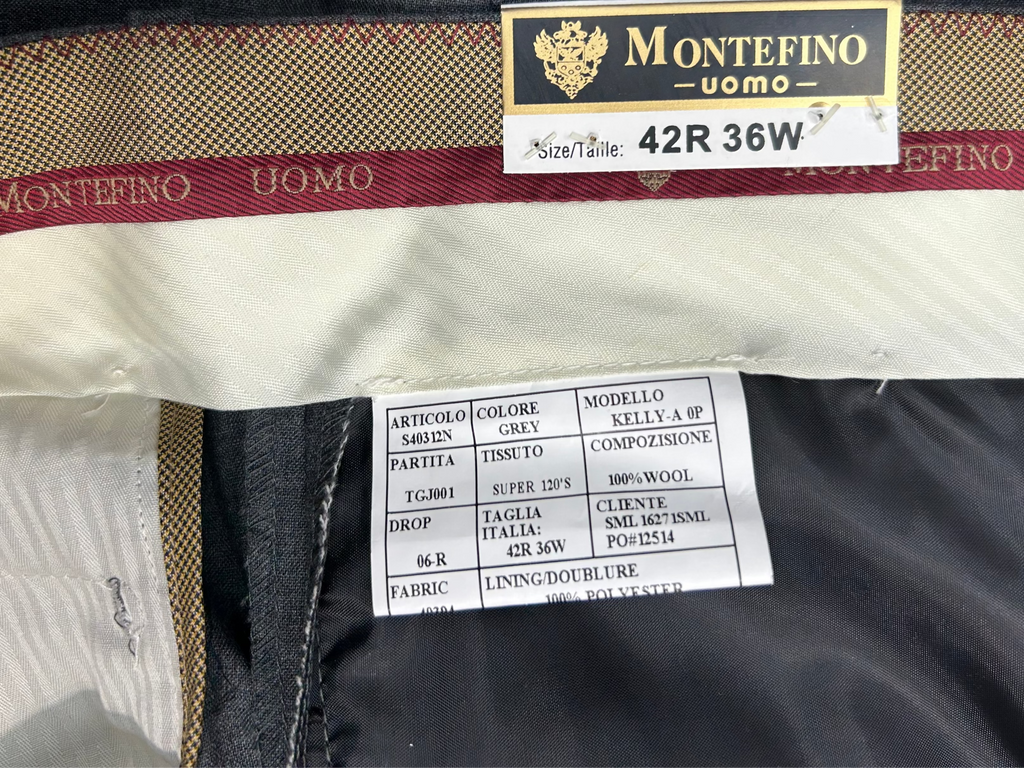 MONTEFINO
UOMO
Size/Taille: 42R 36W
MONTEFINO UOMO MONTEFINO
ARTICOLO
S40312N
COLORE
GREY
MODELLO
KELLY-A 0P
PARTITA
TGJ001
TISSUTO
SUPER 120'S
COMPOZISIONE
100%WOOL
DROP
06-R
TAGLIA
ITALIA:
42R 36W
CLIENTE
SML 16271SML
PO#12514
FABRIC
LINING/DOUBLURE
100% POLYESTER